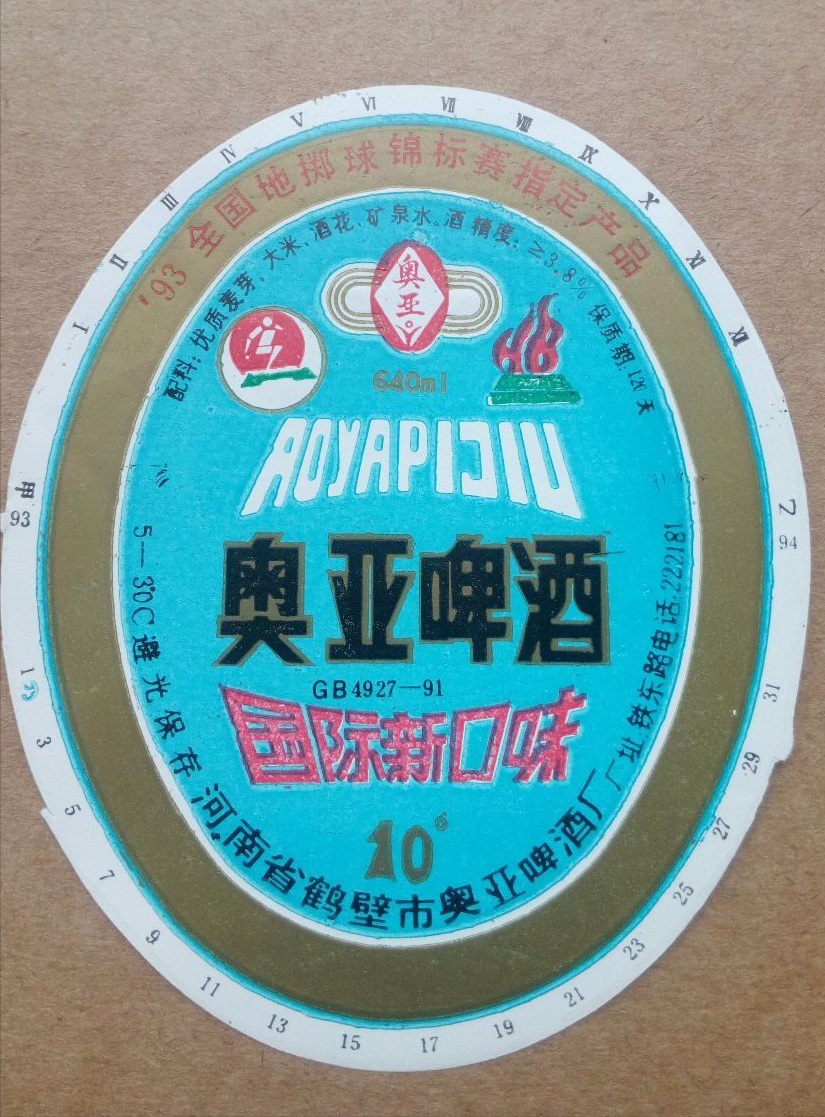 I II III IV V VI VII VIII IX X XI XII
'93全国地掷球锦标赛指定产品
配料:优质麦芽、大米、酒花、矿泉水。酒精度:≥3.8% 保质期:120天
奥亚
HB
640ml
AOYAPIJIU
奥亚啤酒
GB4927—91
国际新口味
10°
5—30C避光保存
河南省鹤壁市奥亚啤酒厂
厂址铁东路电话:222181
甲
93
乙
94
1 3 5 7 9 11 13 15 17 19 21 23 25 27 29 31